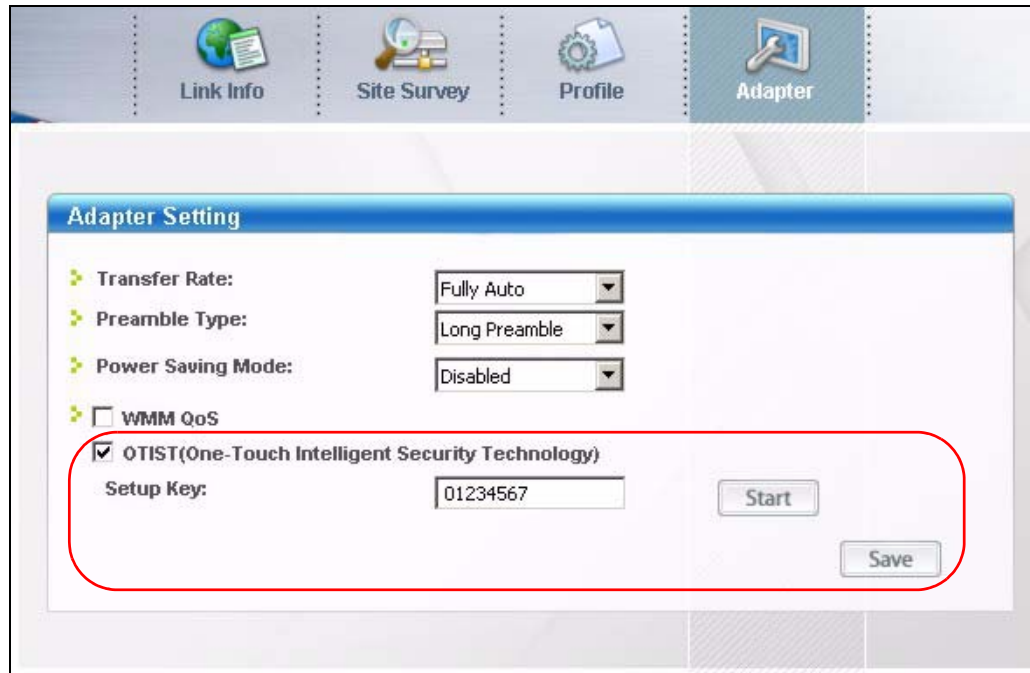 Link Info
Site Survey
Profile
Adapter
Adapter Setting
Transfer Rate:
Fully Auto
Preamble Type:
Long Preamble
Power Saving Mode:
Disabled
WMM QoS
OTIST(One-Touch Intelligent Security Technology)
Setup Key:
01234567
Start
Save